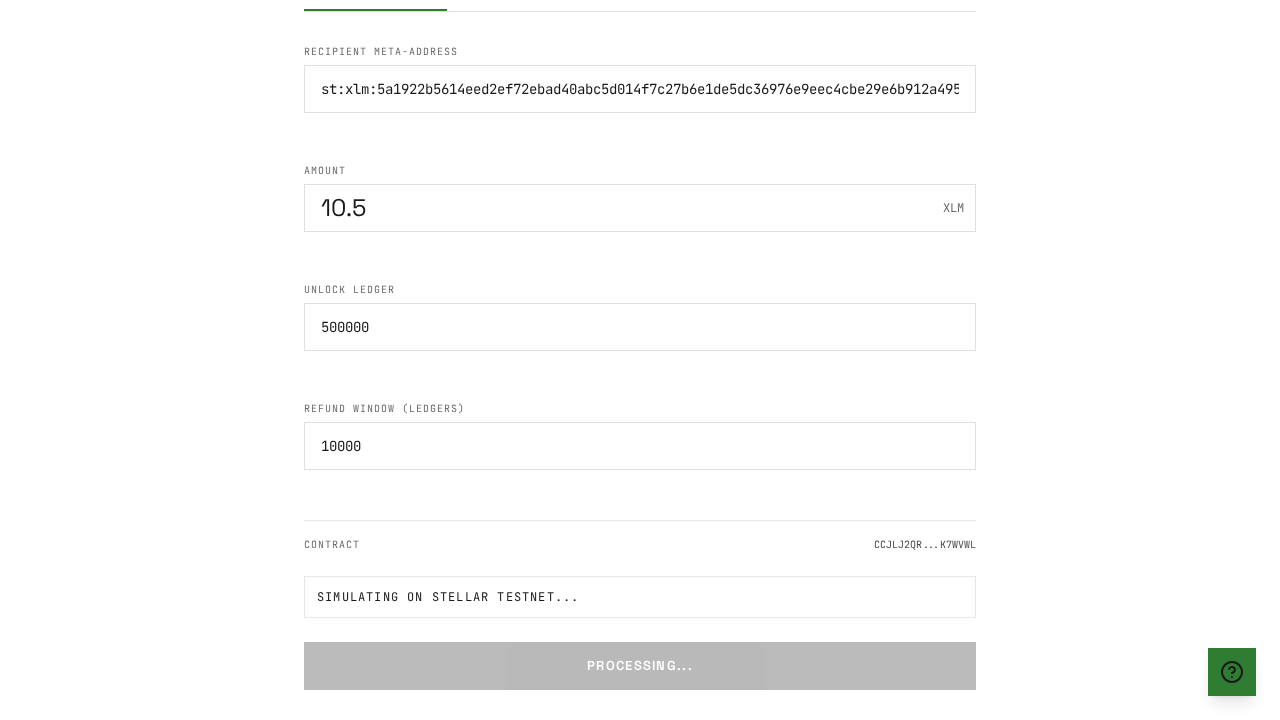 RECIPIENT META-ADDRESS
st:xlm:5a1922b5614eed2ef72ebad40abc5d014f7c27b6e1de5dc36976e9eec4cbe29e6b912a495
AMOUNT
10.5 XLM
UNLOCK LEDGER
500000
REFUND WINDOW (LEDGERS)
10000
CONTRACT CCJLJ2QR...K7WVWL
SIMULATING ON STELLAR TESTNET...
PROCESSING...